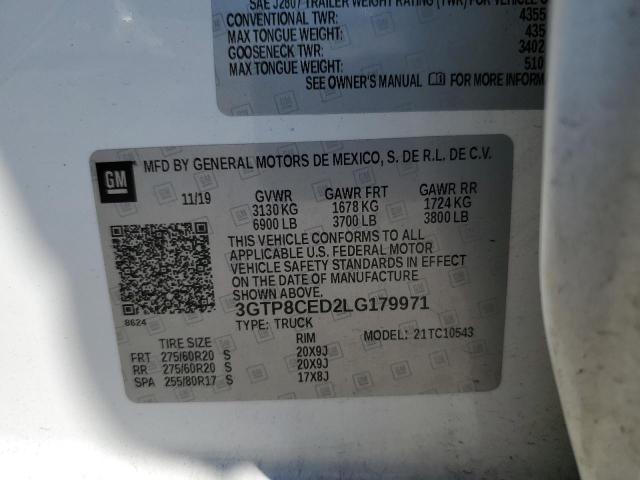 SAE J2807 TRAILER WEIGHT RATING (TWR) FOR VEHICLE
CONVENTIONAL TWR: 4355
MAX TONGUE WEIGHT: 435
GOOSENECK TWR: 3402
MAX TONGUE WEIGHT: 510
SEE OWNER'S MANUAL FOR MORE INFORM
GM
MFD BY GENERAL MOTORS DE MEXICO, S. DE R.L. DE C.V.
11/19 GVWR GAWR FRT GAWR RR
3130 KG 1678 KG 1724 KG
6900 LB 3700 LB 3800 LB
THIS VEHICLE CONFORMS TO ALL
APPLICABLE U.S. FEDERAL MOTOR
VEHICLE SAFETY STANDARDS IN EFFECT
ON THE DATE OF MANUFACTURE
SHOWN ABOVE.
8624
3GTP8CED2LG179971
TYPE: TRUCK
MODEL: 21TC10543
TIRE SIZE RIM
FRT 275/60R20 S 20X9J
RR 275/60R20 S 20X9J
SPA 255/80R17 S 17X8J